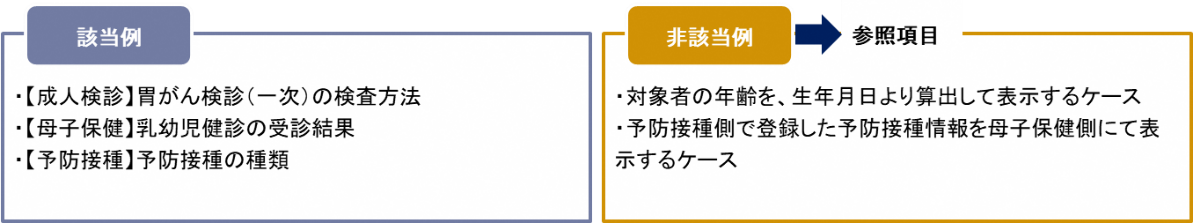 該当例
・【成人検診】胃がん検診（一次）の検査方法
・【母子保健】乳幼児健診の受診結果
・【予防接種】予防接種の種類
非該当例
参照項目
・対象者の年齢を、生年月日より算出して表示するケース
・予防接種側で登録した予防接種情報を母子保健側にて表
示するケース